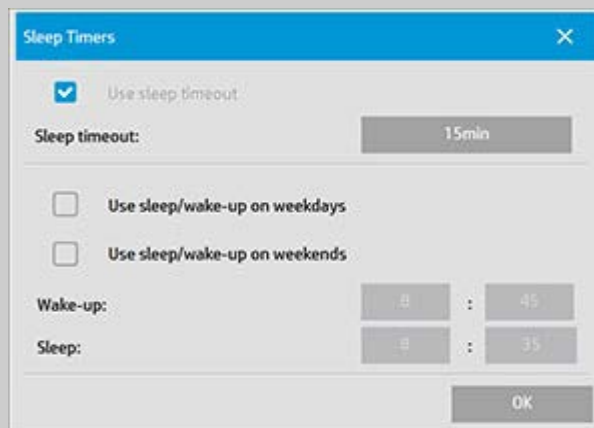 Sleep Timers
Use sleep timeout
Sleep timeout: 15min
Use sleep/wake-up on weekdays
Use sleep/wake-up on weekends
Wake-up: 8 : 45
Sleep: 8 : 35
OK